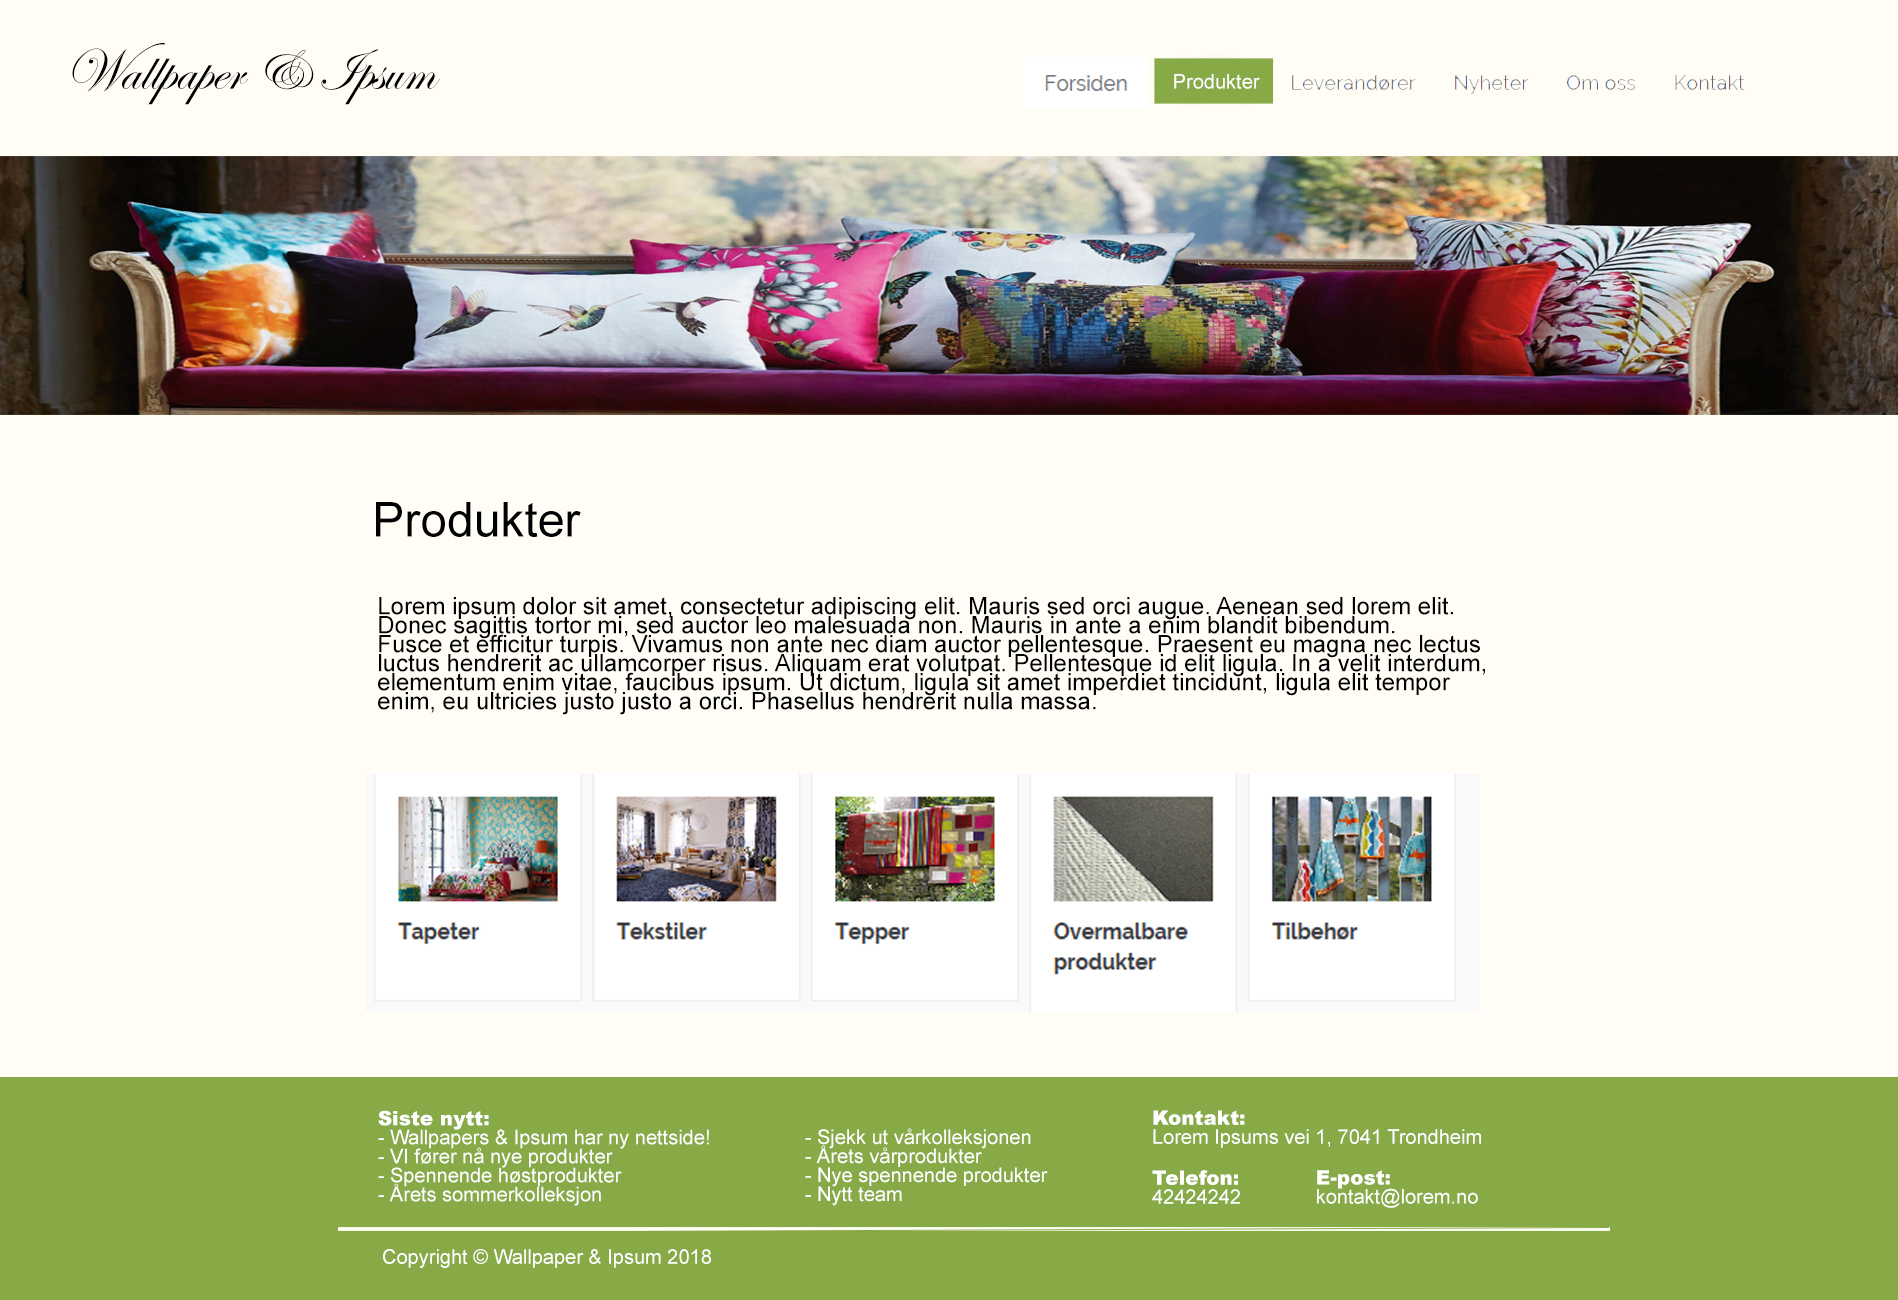 Wallpaper & Ipsum
Forsiden Produkter Leverandører Nyheter Om oss Kontakt
Produkter
Lorem ipsum dolor sit amet, consectetur adipiscing elit. Mauris sed orci augue. Aenean sed lorem elit.
Donec sagittis tortor mi, sed auctor leo malesuada non. Mauris in ante a enim blandit bibendum.
Fusce et efficitur turpis. Vivamus non ante nec diam auctor pellentesque. Praesent eu magna nec lectus
luctus hendrerit ac ullamcorper risus. Aliquam erat volutpat. Pellentesque id elit ligula. In a velit interdum,
elementum enim vitae, faucibus ipsum. Ut dictum, ligula sit amet imperdiet tincidunt, ligula elit tempor
enim, eu ultricies justo justo a orci. Phasellus hendrerit nulla massa.
Tapeter
Tekstiler
Tepper
Overmalbare
produkter
Tilbehør
Siste nytt:
- Wallpapers & Ipsum har ny nettside!
- VI fører nå nye produkter
- Spennende høstprodukter
- Årets sommerkolleksjon
- Sjekk ut vårkolleksjonen
- Årets vårprodukter
- Nye spennende produkter
- Nytt team
Kontakt:
Lorem Ipsums vei 1, 7041 Trondheim
Telefon:
42424242
E-post:
kontakt@lorem.no
Copyright © Wallpaper & Ipsum 2018